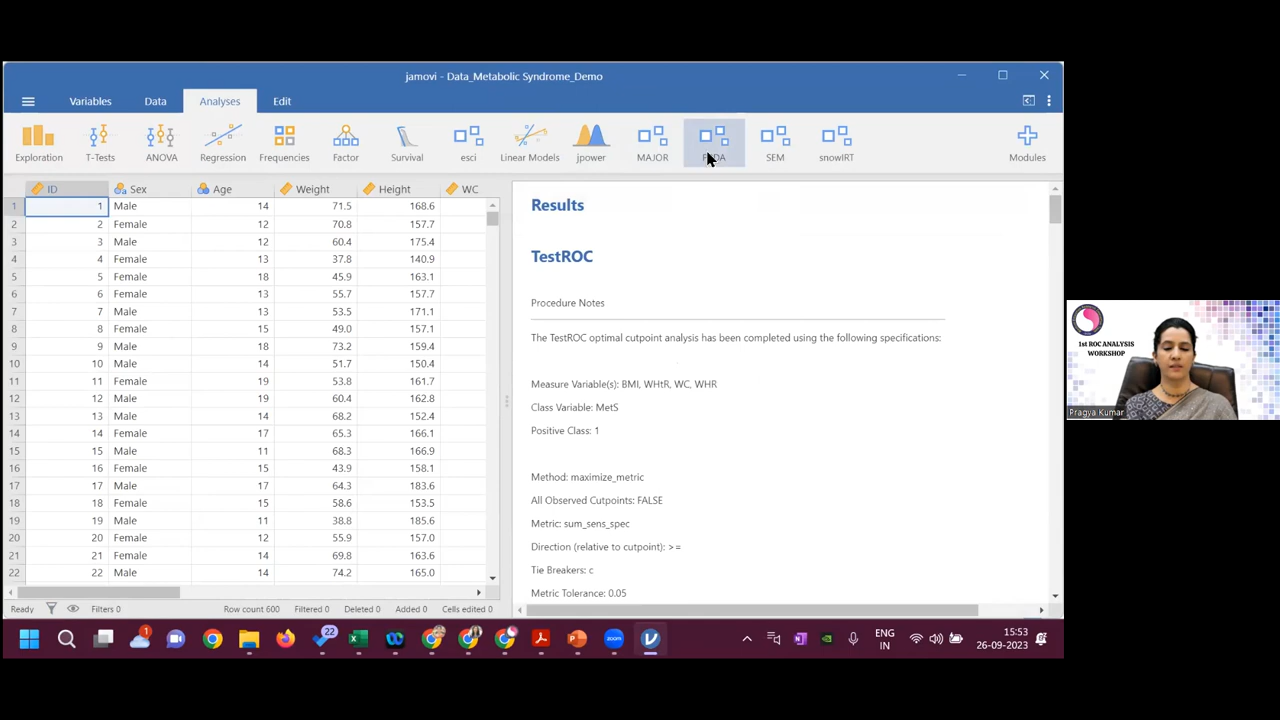 jamovi - Data_Metabolic Syndrome_Demo
Variables Data Analyses Edit
Exploration T-Tests ANOVA Regression Frequencies Factor Survival esci Linear Models jpower MAJOR SEM snowIRT Modules
ID Sex Age Weight Height WC
1 1 Male 14 71.5 168.6
2 2 Female 12 70.8 157.7
3 3 Male 12 60.4 175.4
4 4 Female 13 37.8 140.9
5 5 Female 18 45.9 163.1
6 6 Female 13 55.7 157.7
7 7 Male 13 53.5 171.1
8 8 Female 15 49.0 157.1
9 9 Male 18 73.2 159.4
10 10 Male 14 51.7 150.4
11 11 Female 19 53.8 161.7
12 12 Male 19 60.4 162.8
13 13 Male 14 68.2 152.4
14 14 Female 17 65.3 166.1
15 15 Male 11 68.3 166.9
16 16 Female 15 43.9 158.1
17 17 Male 17 64.3 183.6
18 18 Female 15 58.6 153.5
19 19 Male 11 38.8 185.6
20 20 Female 12 55.9 157.0
21 21 Female 14 69.8 163.6
22 22 Male 14 74.2 165.0
Ready Filters 0 Row count 600 Filtered 0 Deleted 0 Added 0 Cells edited 0
Results
TestROC
Procedure Notes
The TestROC optimal cutpoint analysis has been completed using the following specifications:
Measure Variable(s): BMI, WHtR, WC, WHR
Class Variable: MetS
Positive Class: 1
Method: maximize_metric
All Observed Cutpoints: FALSE
Metric: sum_sens_spec
Direction (relative to cutpoint): >=
Tie Breakers: c
Metric Tolerance: 0.05
1st ROC ANALYSIS
WORKSHOP
Pragya Kumar
1 22
ENG
IN
15:53
26-09-2023